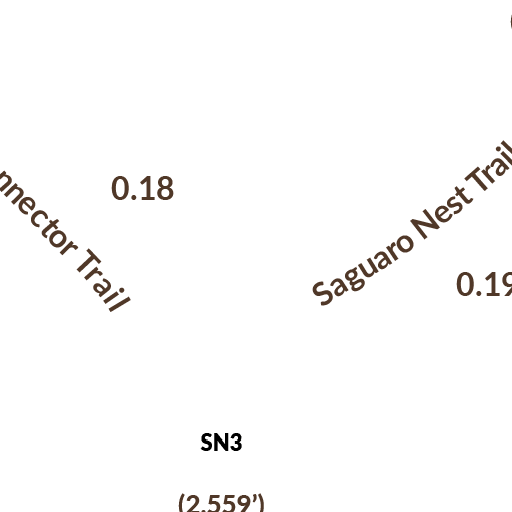 0.18
nnector Trail
Saguaro Nest Trail
0.19
SN3
(2,559’)